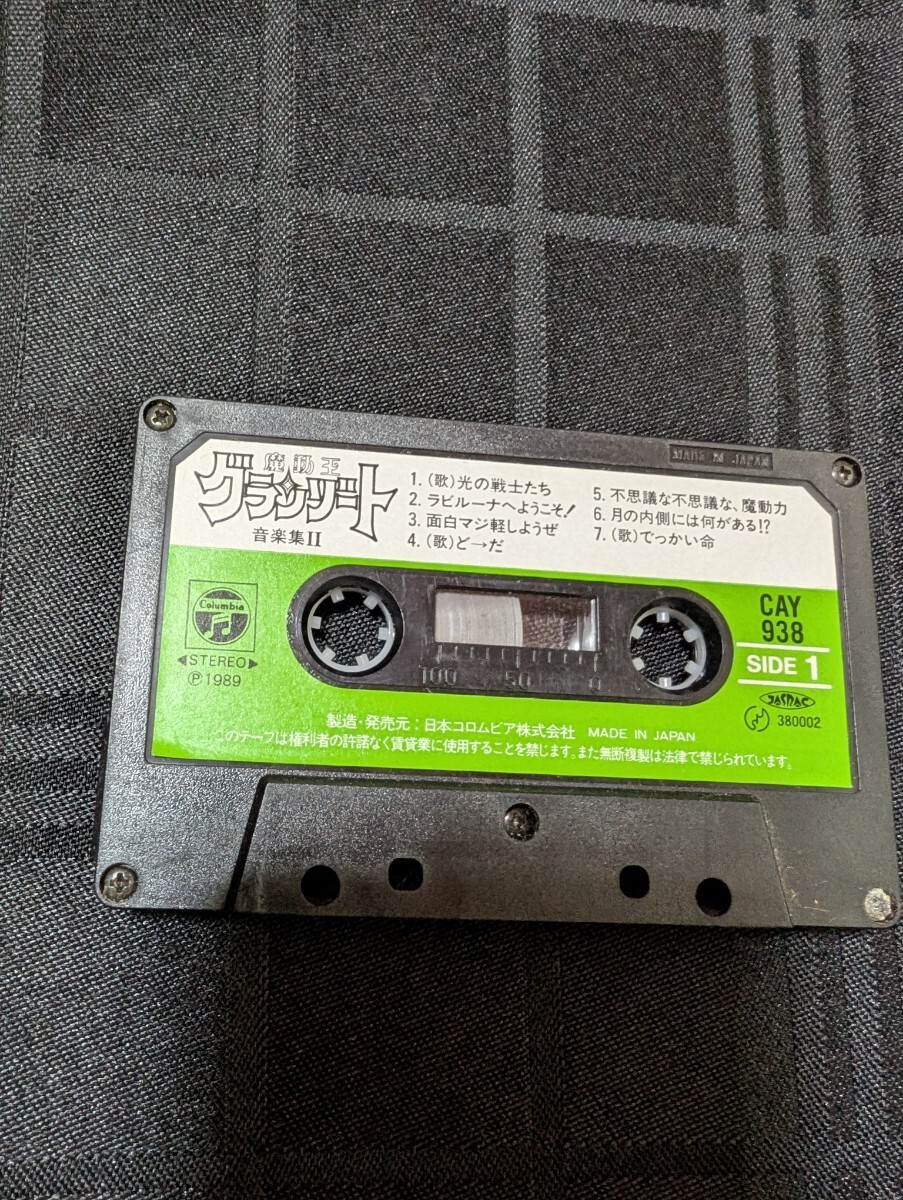 MADE IN JAPAN
魔動王
グランゾート
音楽集II
1. (歌)光の戦士たち
2. ラビルーナへようこそ!
3. 面白マジ軽しようぜ
4. (歌)ど→だ
5. 不思議な不思議な、魔動力
6. 月の内側には何がある!?
7. (歌)でっかい命
Columbia
◀STEREO▶
Ⓟ1989
100 50 0
CAY
938
SIDE 1
JASRAC
380002
製造・発売元;日本コロムビア株式会社 MADE IN JAPAN
このテープは権利者の許諾なく賃貸業に使用することを禁じます。また無断複製は法律で禁じられています。